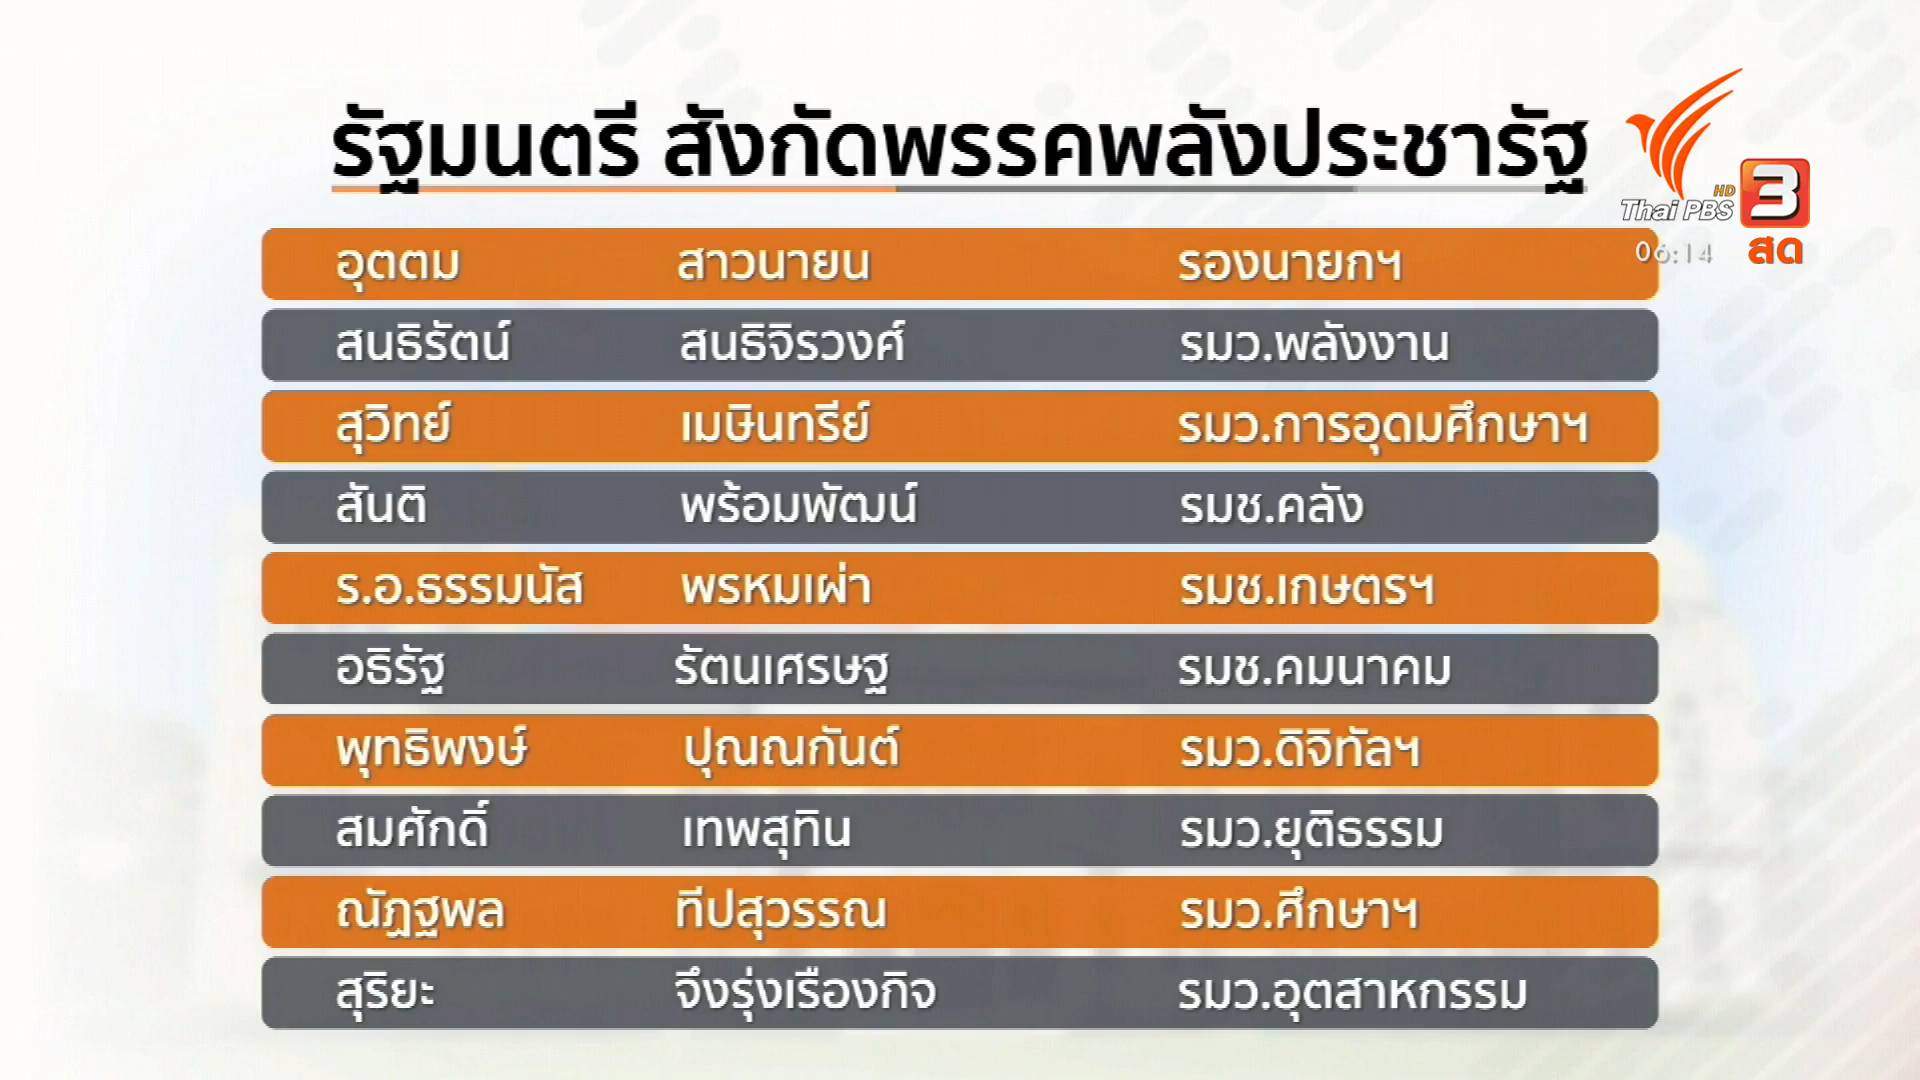 รัฐมนตรี สังกัดพรรคพลังประชารัฐ
HD
Thai PBS 3
06:14 สด
อุตตม สาวนายน รองนายกฯ
สนธิรัตน์ สนธิจิรวงศ์ รมว.พลังงาน
สุวิทย์ เมษินทรีย์ รมว.การอุดมศึกษาฯ
สันติ พร้อมพัฒน์ รมช.คลัง
ร.อ.ธรรมนัส พรหมเผ่า รมช.เกษตรฯ
อธิรัฐ รัตนเศรษฐ รมช.คมนาคม
พุทธิพงษ์ ปุณณกันต์ รมว.ดิจิทัลฯ
สมศักดิ์ เทพสุทิน รมว.ยุติธรรม
ณัฏฐพล ทีปสุวรรณ รมว.ศึกษาฯ
สุริยะ จึงรุ่งเรืองกิจ รมว.อุตสาหกรรม